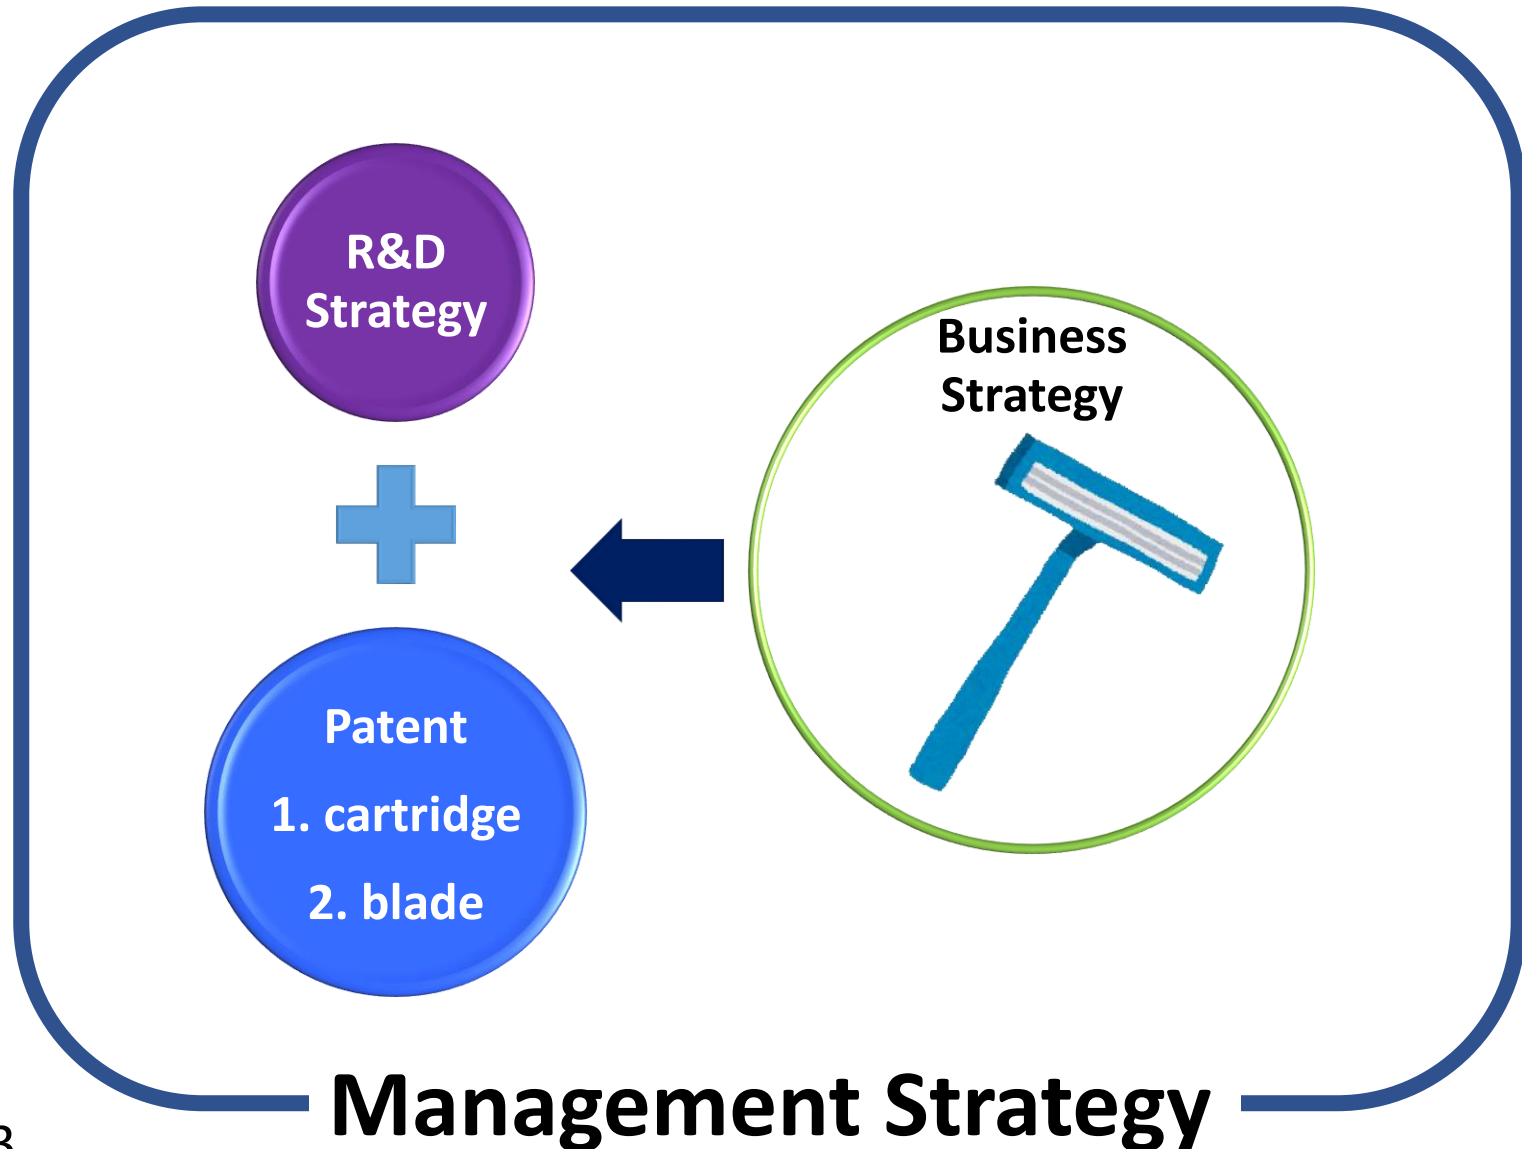 R&D
Strategy
Business
Strategy
Patent
1. cartridge
2. blade
Management Strategy